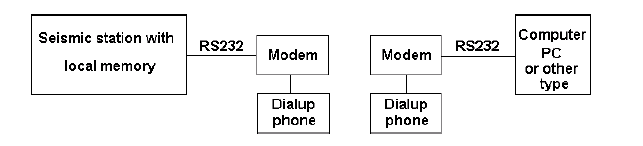 Seismic station with
local memory
RS232
Modem
Dialup
phone
Modem
Dialup
phone
RS232
Computer
PC
or other
type